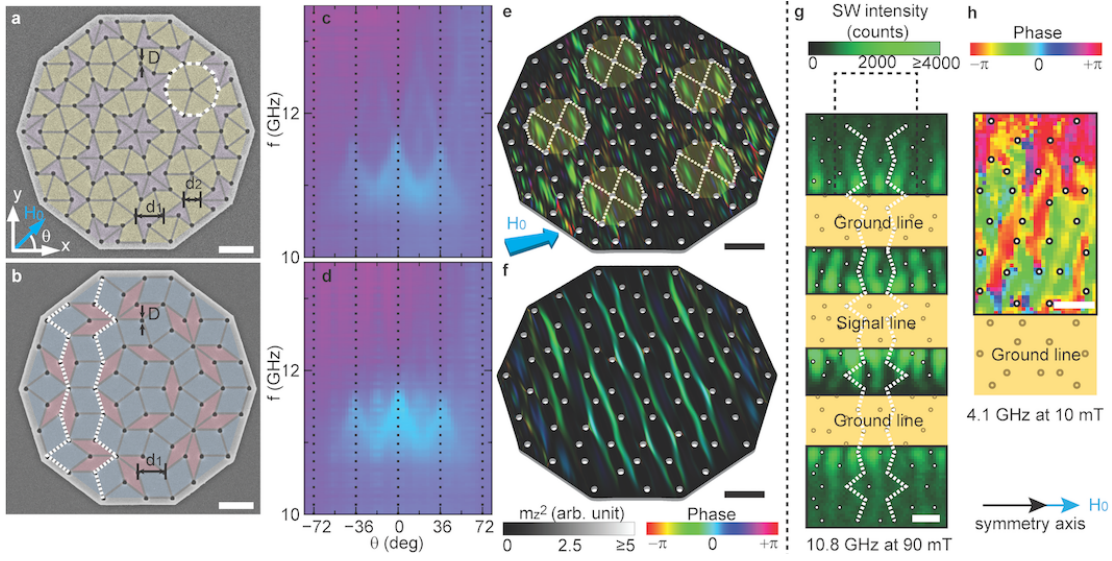 a
D
d2
d1
y
H0
θ
x
b
D
d1
c
f (GHz)
12
10
d
f (GHz)
12
10
−72 −36 0 36 72
θ (deg)
e
H0
f
mz² (arb. unit)
0 2.5 ≥5
Phase
−π 0 +π
g
SW intensity
(counts)
0 2000 ≥4000
Ground line
Signal line
Ground line
10.8 GHz at 90 mT
h
Phase
−π 0 +π
Ground line
4.1 GHz at 10 mT
H0
symmetry axis